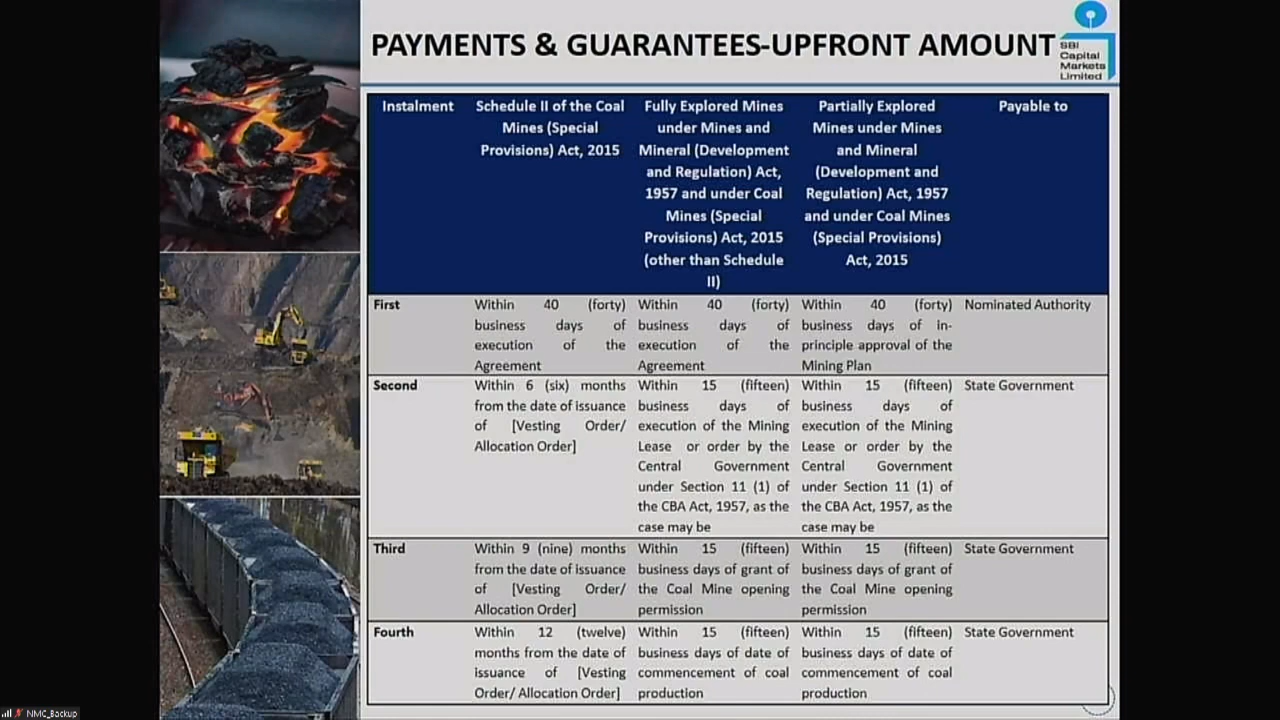 PAYMENTS & GUARANTEES-UPFRONT AMOUNT
SBI
Capital
Markets
Limited
Instalment
Schedule II of the Coal
Mines (Special
Provisions) Act, 2015
Fully Explored Mines
under Mines and
Mineral (Development
and Regulation) Act,
1957 and under Coal
Mines (Special
Provisions) Act, 2015
(other than Schedule
II)
Partially Explored
Mines under Mines
and Mineral
(Development and
Regulation) Act, 1957
and under Coal Mines
(Special Provisions)
Act, 2015
Payable to
First
Within 40 (forty)
business days of
execution of the
Agreement
Within 40 (forty)
business days of
execution of the
Agreement
Within 40 (forty)
business days of in-
principle approval of the
Mining Plan
Nominated Authority
Second
Within 6 (six) months
from the date of issuance
of [Vesting Order/
Allocation Order]
Within 15 (fifteen)
business days of
execution of the Mining
Lease or order by the
Central Government
under Section 11 (1) of
the CBA Act, 1957, as the
case may be
Within 15 (fifteen)
business days of
execution of the Mining
Lease or order by the
Central Government
under Section 11 (1) of
the CBA Act, 1957, as the
case may be
State Government
Third
Within 9 (nine) months
from the date of issuance
of [Vesting Order/
Allocation Order]
Within 15 (fifteen)
business days of grant of
the Coal Mine opening
permission
Within 15 (fifteen)
business days of grant of
the Coal Mine opening
permission
State Government
Fourth
Within 12 (twelve)
months from the date of
issuance of [Vesting
Order/ Allocation Order]
Within 15 (fifteen)
business days of date of
commencement of coal
production
Within 15 (fifteen)
business days of date of
commencement of coal
production
State Government
NMC_Backup